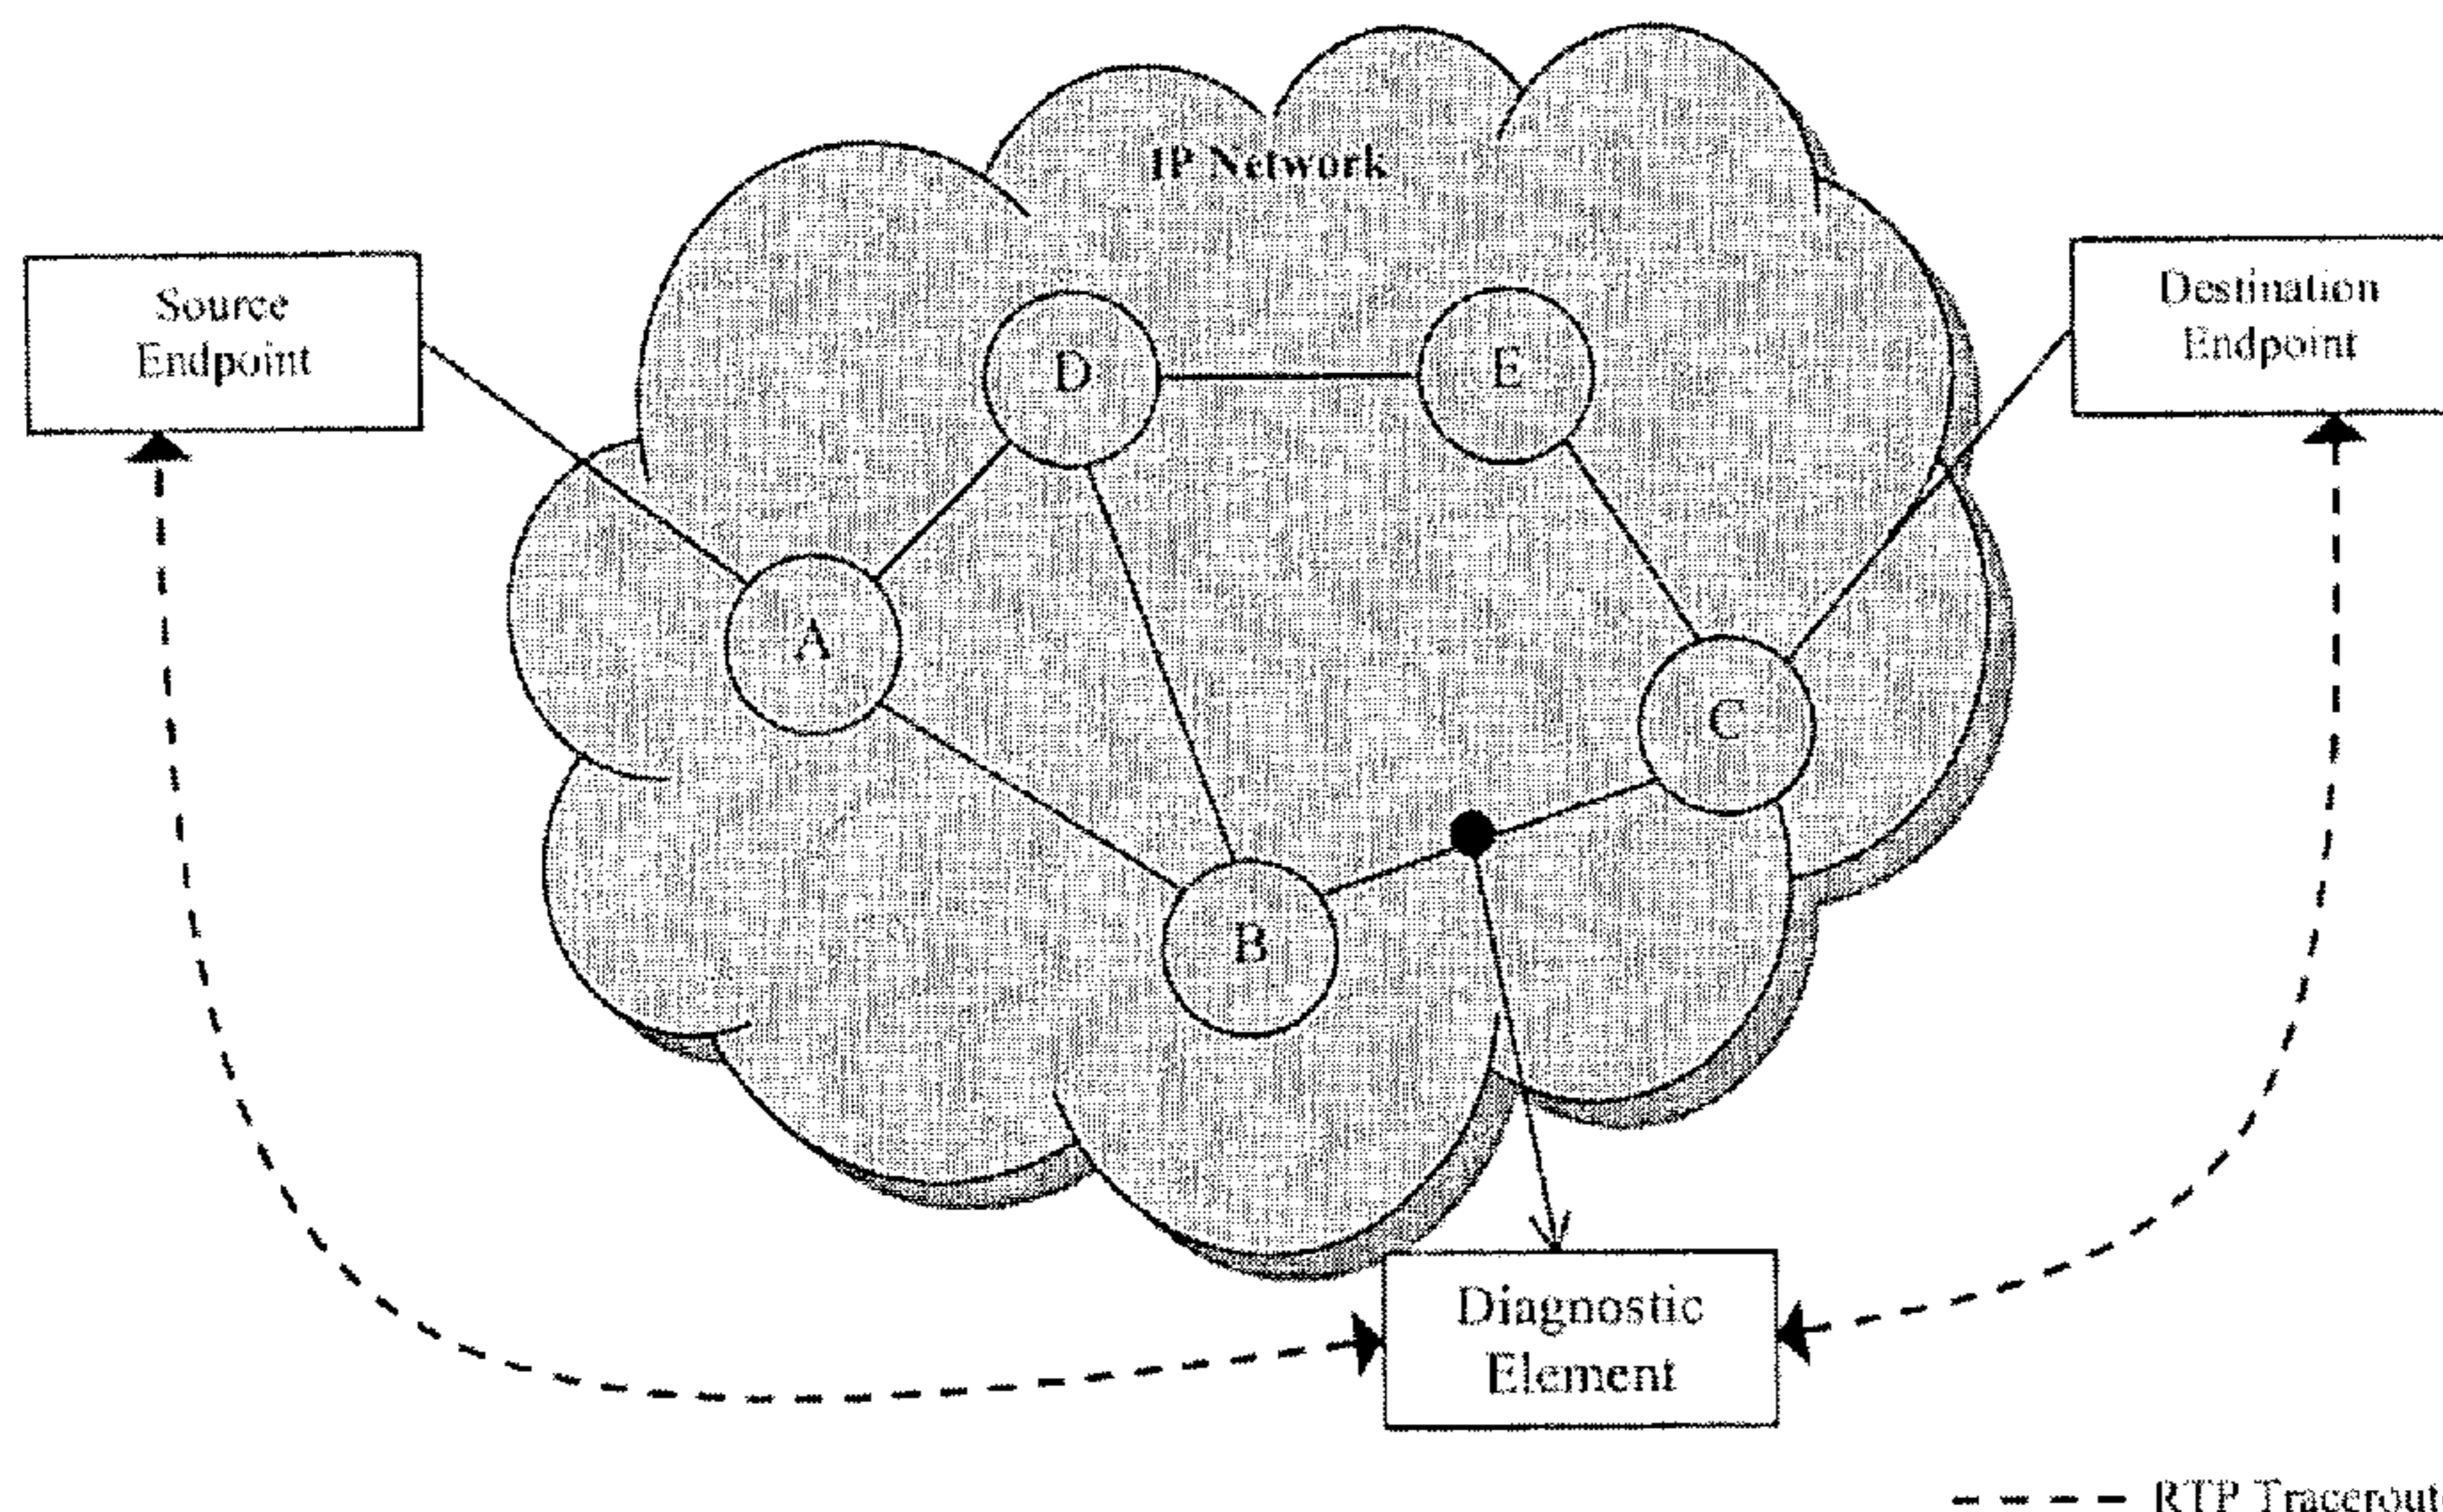 IP Network
Source
Endpoint
Destination
Endpoint
D
E
A
C
B
Diagnostic
Element
RTP Traceroute